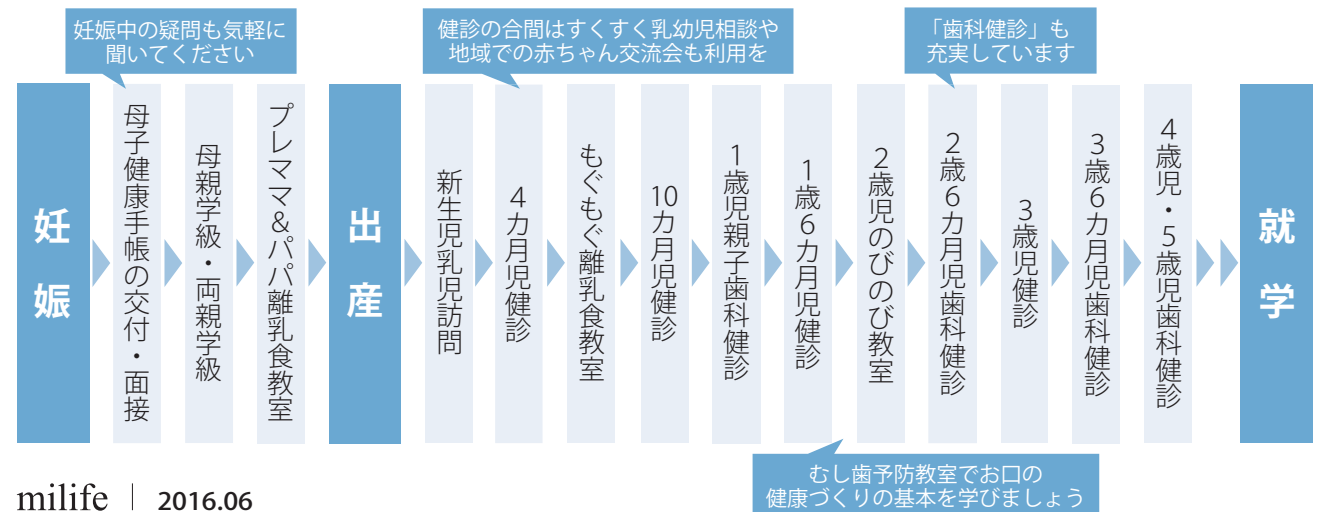 妊娠中の疑問も気軽に
聞いてください
健診の合間はすくすく乳幼児相談や
地域での赤ちゃん交流会も利用を
「歯科健診」も
充実しています
妊娠
母子健康手帳の交付・面接
母親学級・両親学級
プレママ&パパ離乳食教室
出産
新生児乳児訪問
4カ月児健診
もぐもぐ離乳食教室
10カ月児健診
1歳児親子歯科健診
1歳6カ月児健診
2歳児のびのび教室
2歳6カ月児歯科健診
3歳児健診
3歳6カ月児歯科健診
4歳児・5歳児歯科健診
就学
むし歯予防教室でお口の
健康づくりの基本を学びましょう
milife | 2016.06